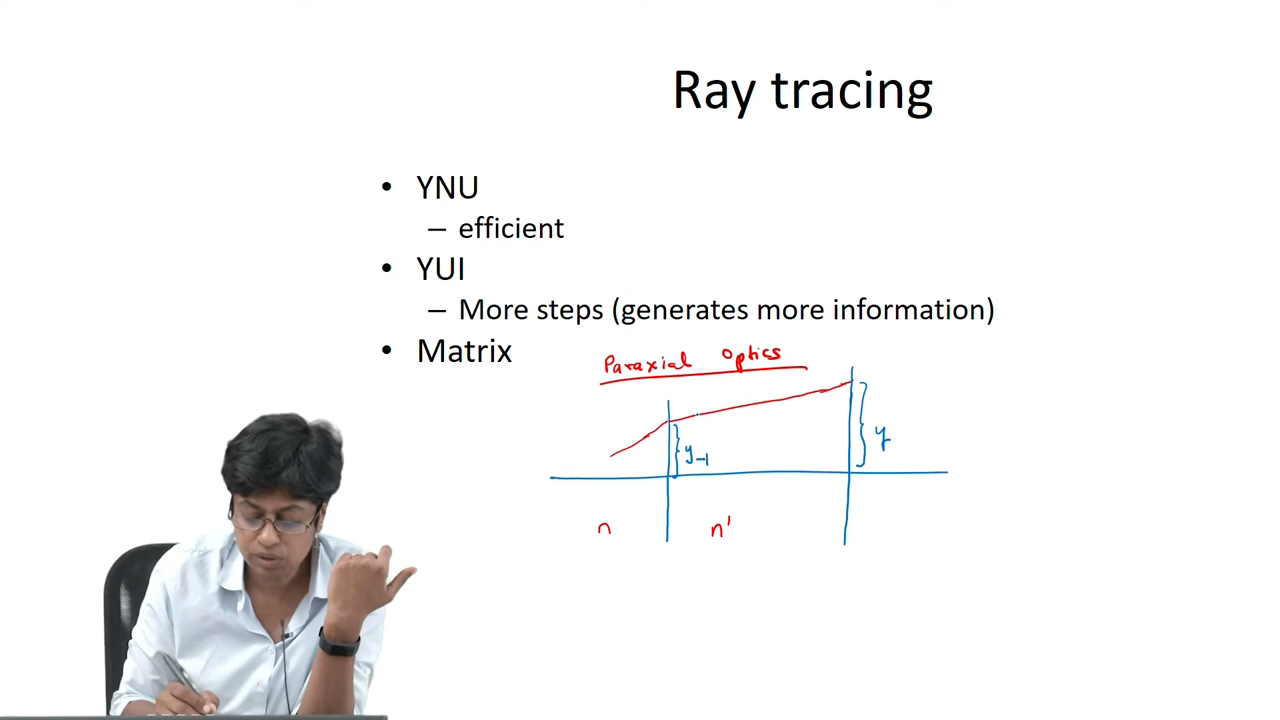 Ray tracing
• YNU
– efficient
• YUI
– More steps (generates more information)
• Matrix
Paraxial Optics
y-1
y
n
n'